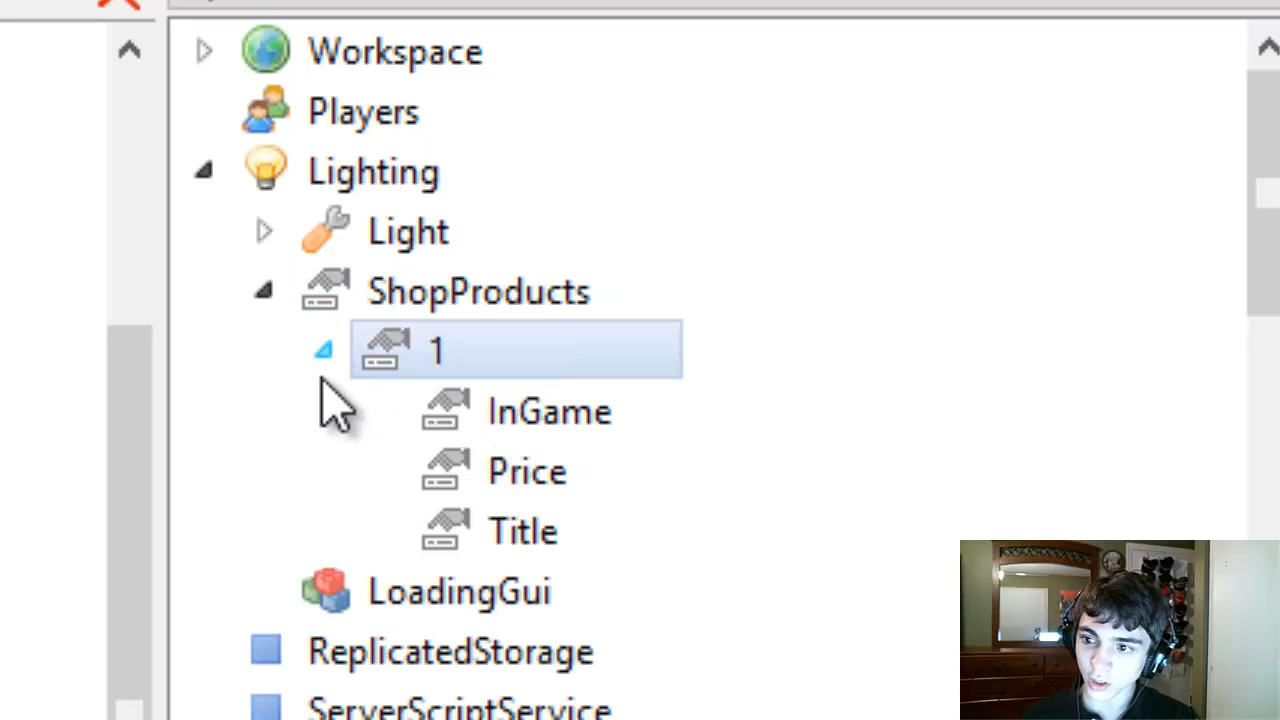 Workspace
Players
Lighting
Light
ShopProducts
1
InGame
Price
Title
LoadingGui
ReplicatedStorage
ServerScriptService